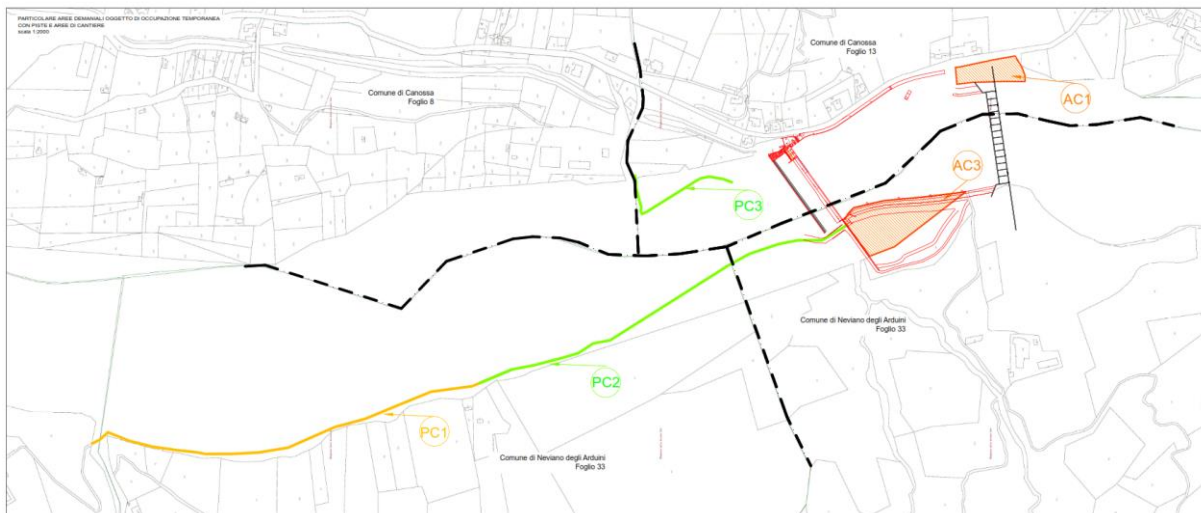 PARTICOLARE AREE DEMANIALI OGGETTO DI OCCUPAZIONE TEMPORANEA
CON PISTE E AREE DI CANTIERE
scala 1:2000
Comune di Canossa
Foglio 13
Comune di Canossa
Foglio 8
AC1
AC3
PC3
Comune di Neviano degli Arduini
Foglio 33
PC2
PC1
Comune di Neviano degli Arduini
Foglio 33